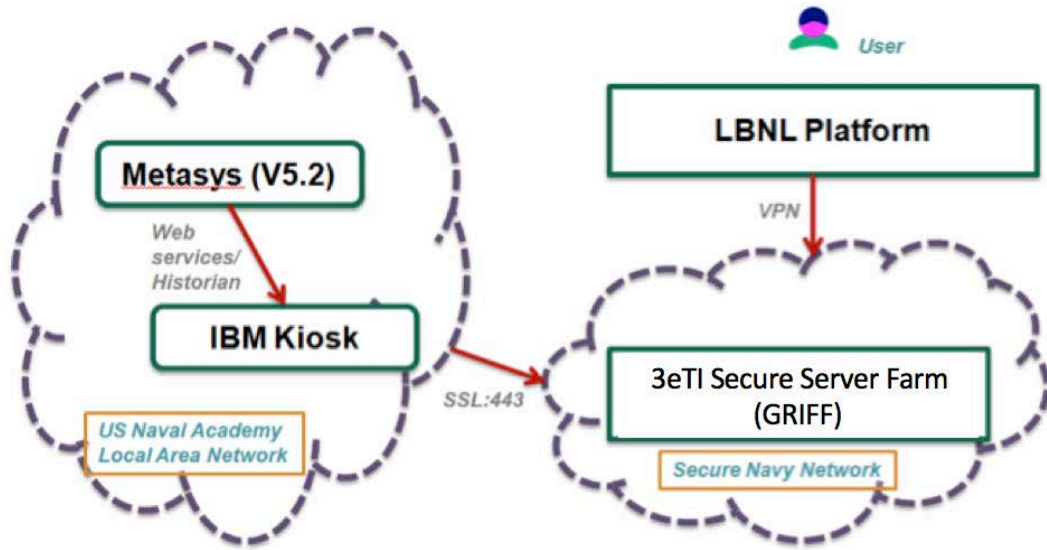 User
LBNL Platform
VPN
Metasys (V5.2)
Web
services/
Historian
IBM Kiosk
SSL:443
3eTI Secure Server Farm
(GRIFF)
US Naval Academy
Local Area Network
Secure Navy Network